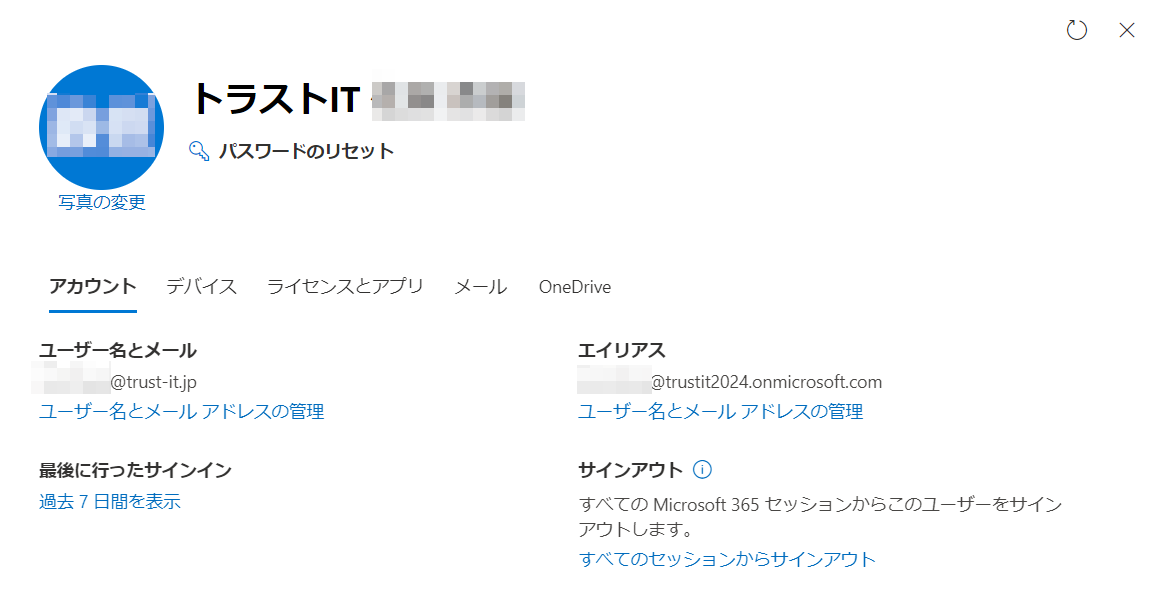 トラストIT
パスワードのリセット
写真の変更
アカウント デバイス ライセンスとアプリ メール OneDrive
ユーザー名とメール
@trust-it.jp
ユーザー名とメール アドレスの管理
エイリアス
@trustit2024.onmicrosoft.com
ユーザー名とメール アドレスの管理
最後に行ったサインイン
過去 7 日間を表示
サインアウト
すべての Microsoft 365 セッションからこのユーザーをサイン
アウトします。
すべてのセッションからサインアウト